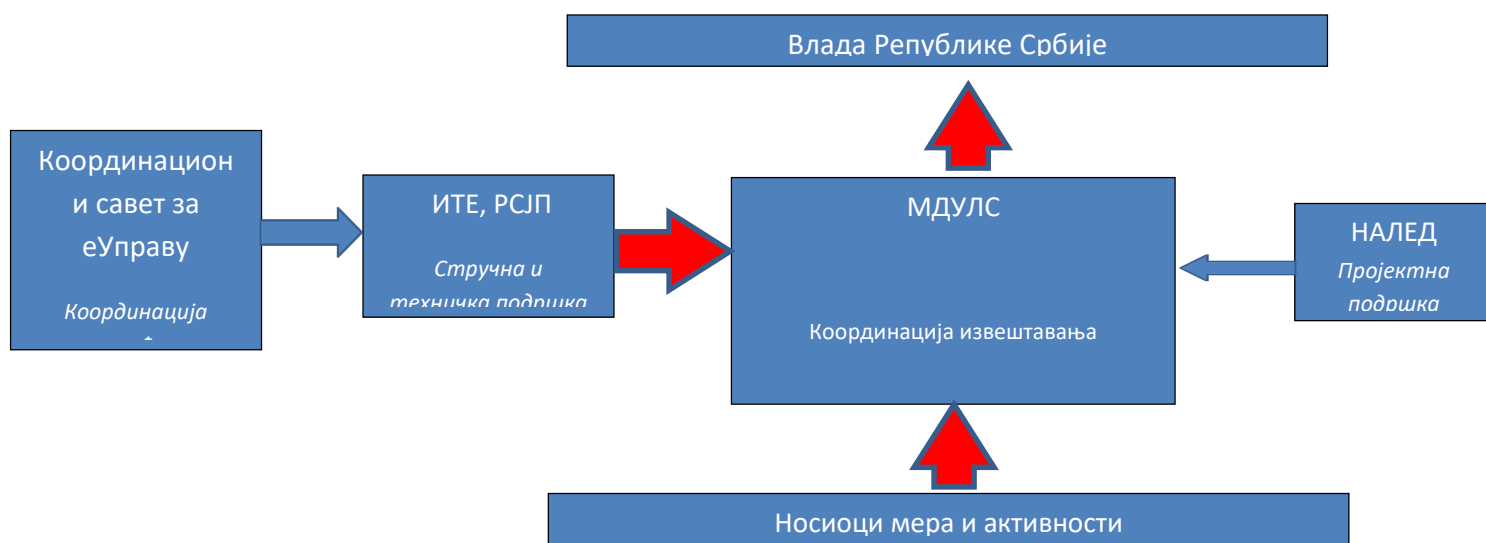 Влада Републике Србије
Координацион
и савет за
еУправу
Координација
ИТЕ, РСЈП
Стручна и
техничка подршка
МДУЛС
Координација извештавања
НАЛЕД
Пројектна
подршка
Носиоци мера и активности